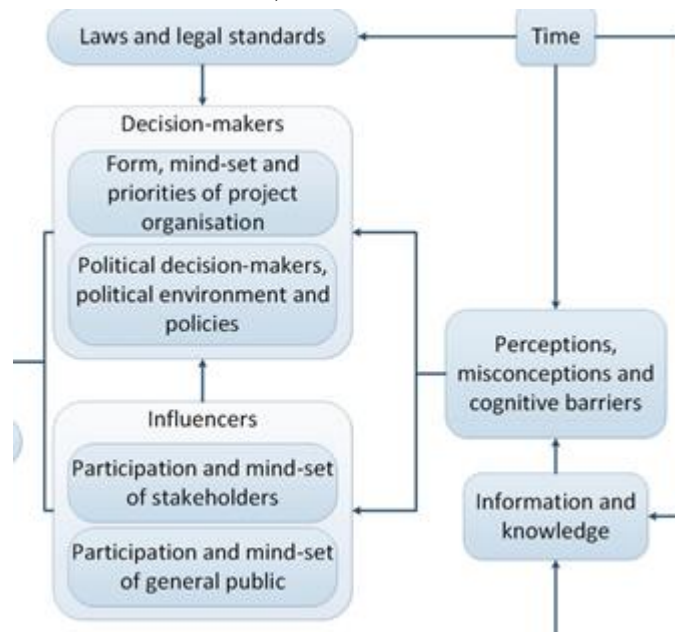 Laws and legal standards
Time
Decision-makers
Form, mind-set and
priorities of project
organisation
Political decision-makers,
political environment and
policies
Perceptions,
misconceptions and
cognitive barriers
Influencers
Participation and mind-set
of stakeholders
Participation and mind-set
of general public
Information and
knowledge